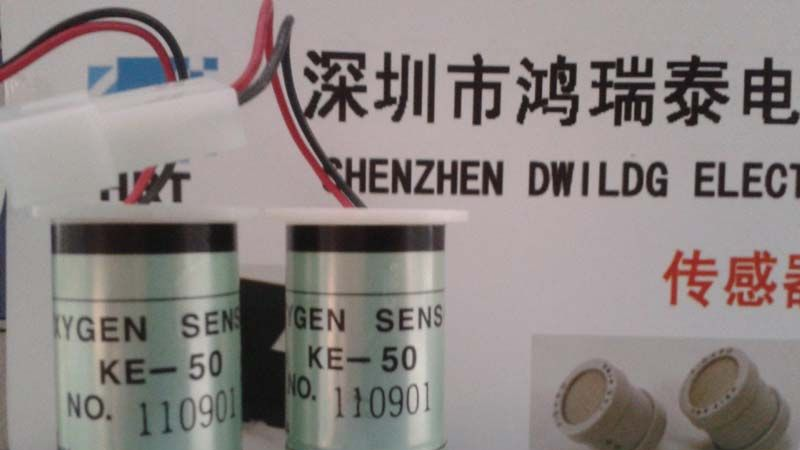 深圳市鸿瑞泰电
SHENZHEN DWILDG ELECT
传感器
XYGEN SENS
KE-50
NO. 110901
YGEN SENS
KE-50
NO. 110901